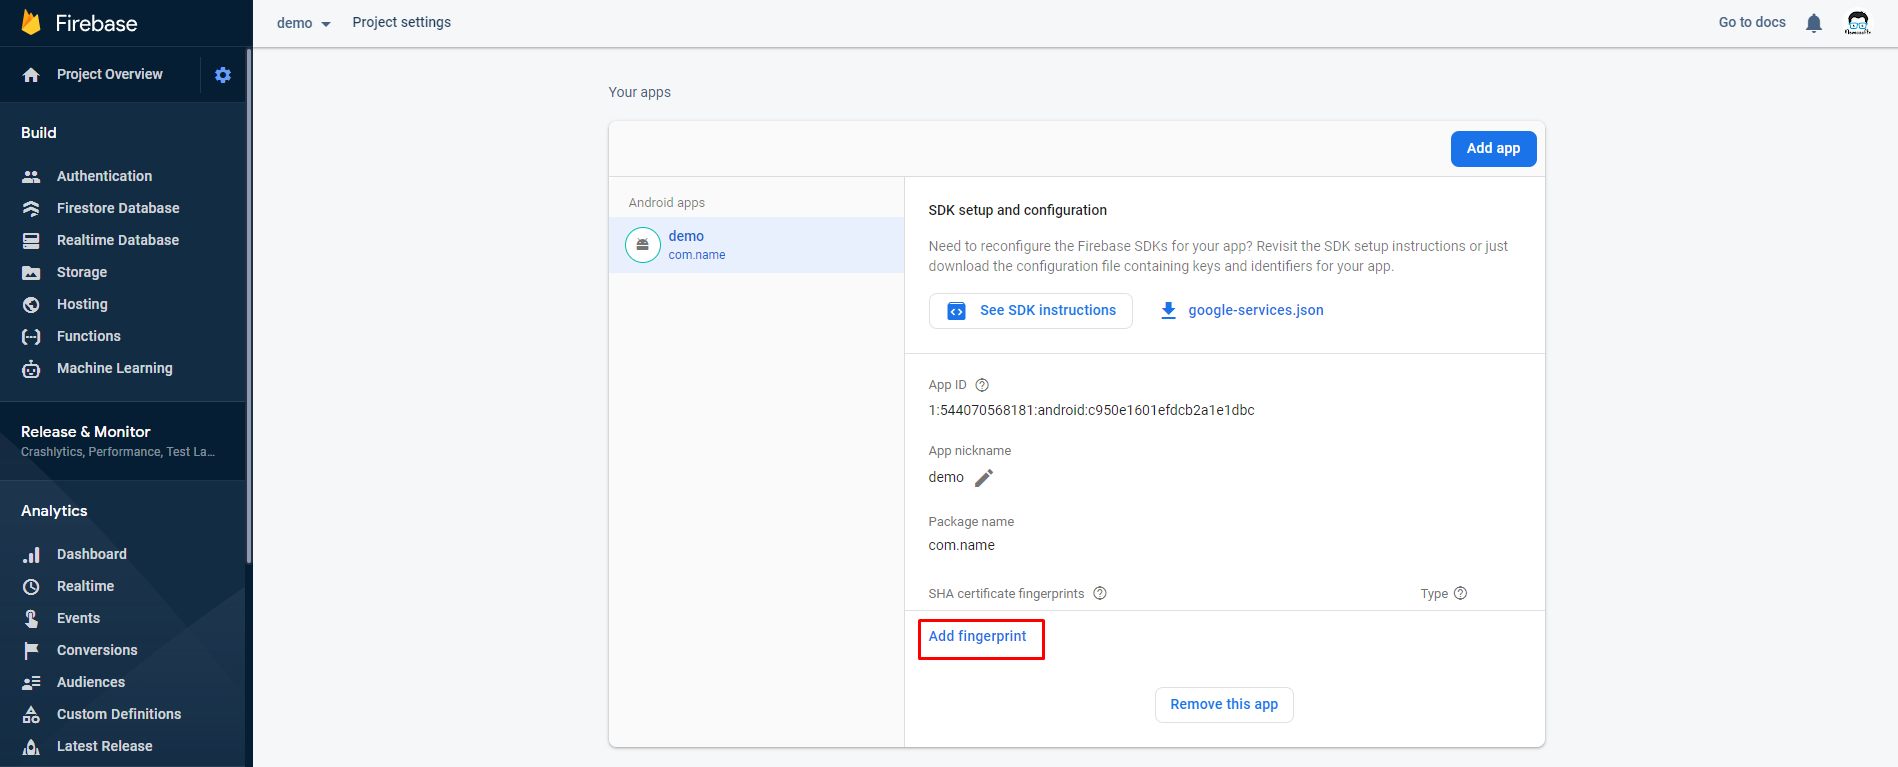 Firebase
demo
Project settings
Go to docs
Project Overview
Build
Authentication
Firestore Database
Realtime Database
Storage
Hosting
Functions
Machine Learning
Release & Monitor
Crashlytics, Performance, Test La...
Analytics
Dashboard
Realtime
Events
Conversions
Audiences
Custom Definitions
Latest Release
Your apps
Add app
Android apps
demo
com.name
SDK setup and configuration
Need to reconfigure the Firebase SDKs for your app? Revisit the SDK setup instructions or just
download the configuration file containing keys and identifiers for your app.
See SDK instructions
google-services.json
App ID
1:544070568181:android:c950e1601efdcb2a1e1dbc
App nickname
demo
Package name
com.name
SHA certificate fingerprints
Type
Add fingerprint
Remove this app